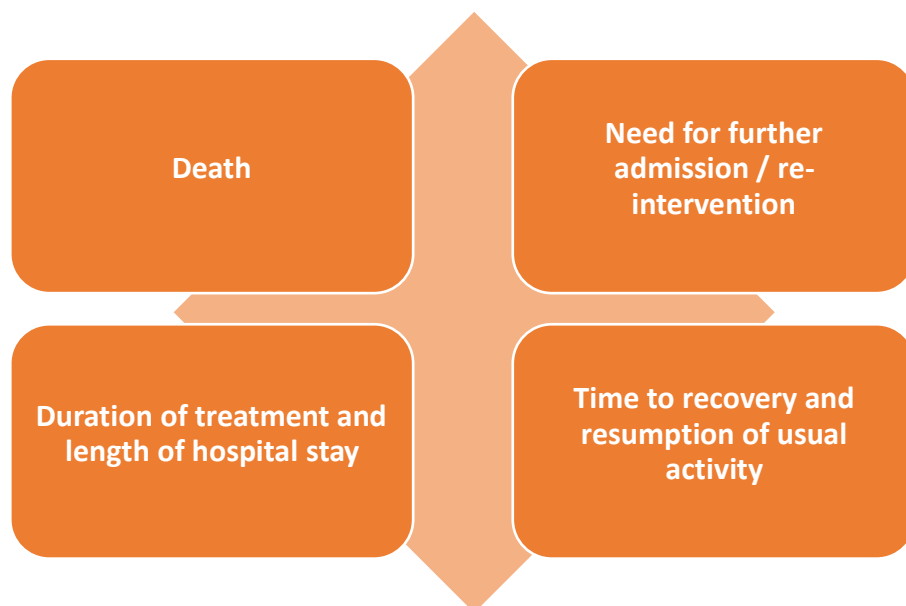 Death
Need for further
admission / re-
intervention
Duration of treatment and
length of hospital stay
Time to recovery and
resumption of usual
activity